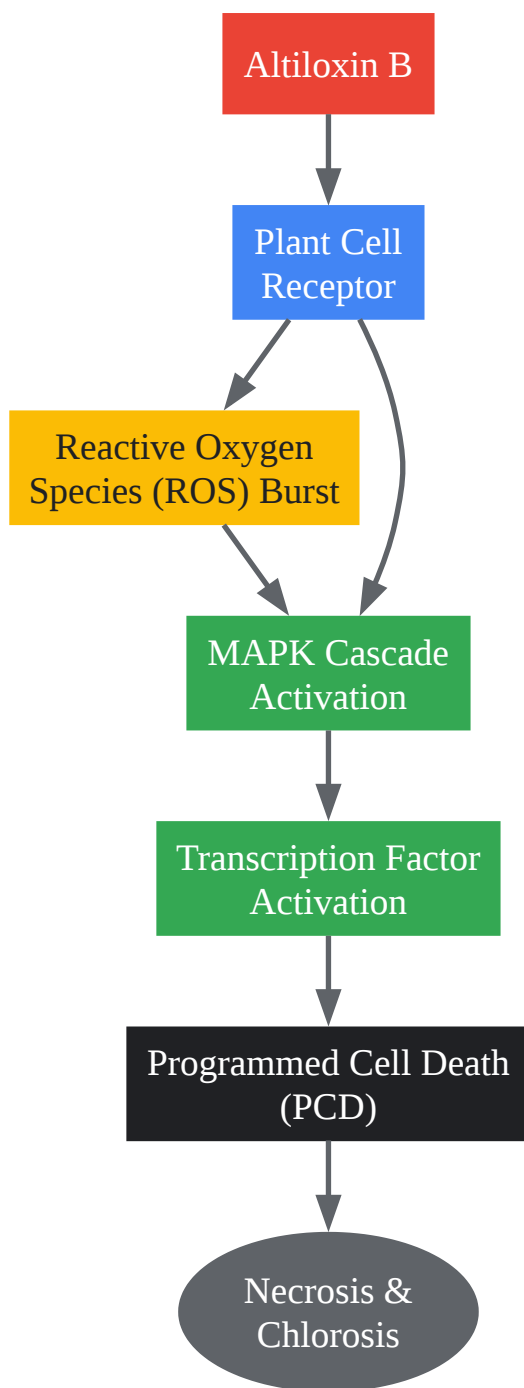 Altiloxin B
Plant Cell
Receptor
Reactive Oxygen
Species (ROS) Burst
MAPK Cascade
Activation
Transcription Factor
Activation
Programmed Cell Death
(PCD)
Necrosis &
Chlorosis